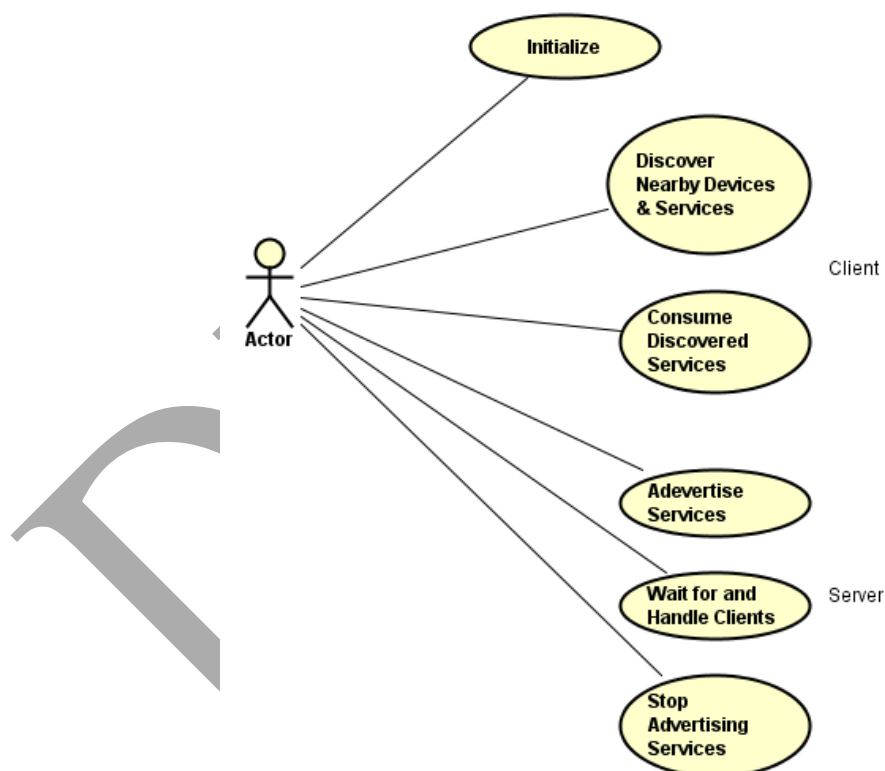 Initialize
Discover
Nearby Devices
& Services
Client
Actor
Consume
Discovered
Services
Adevertise
Services
Wait for and
Handle Clients
Server
Stop
Advertising
Services